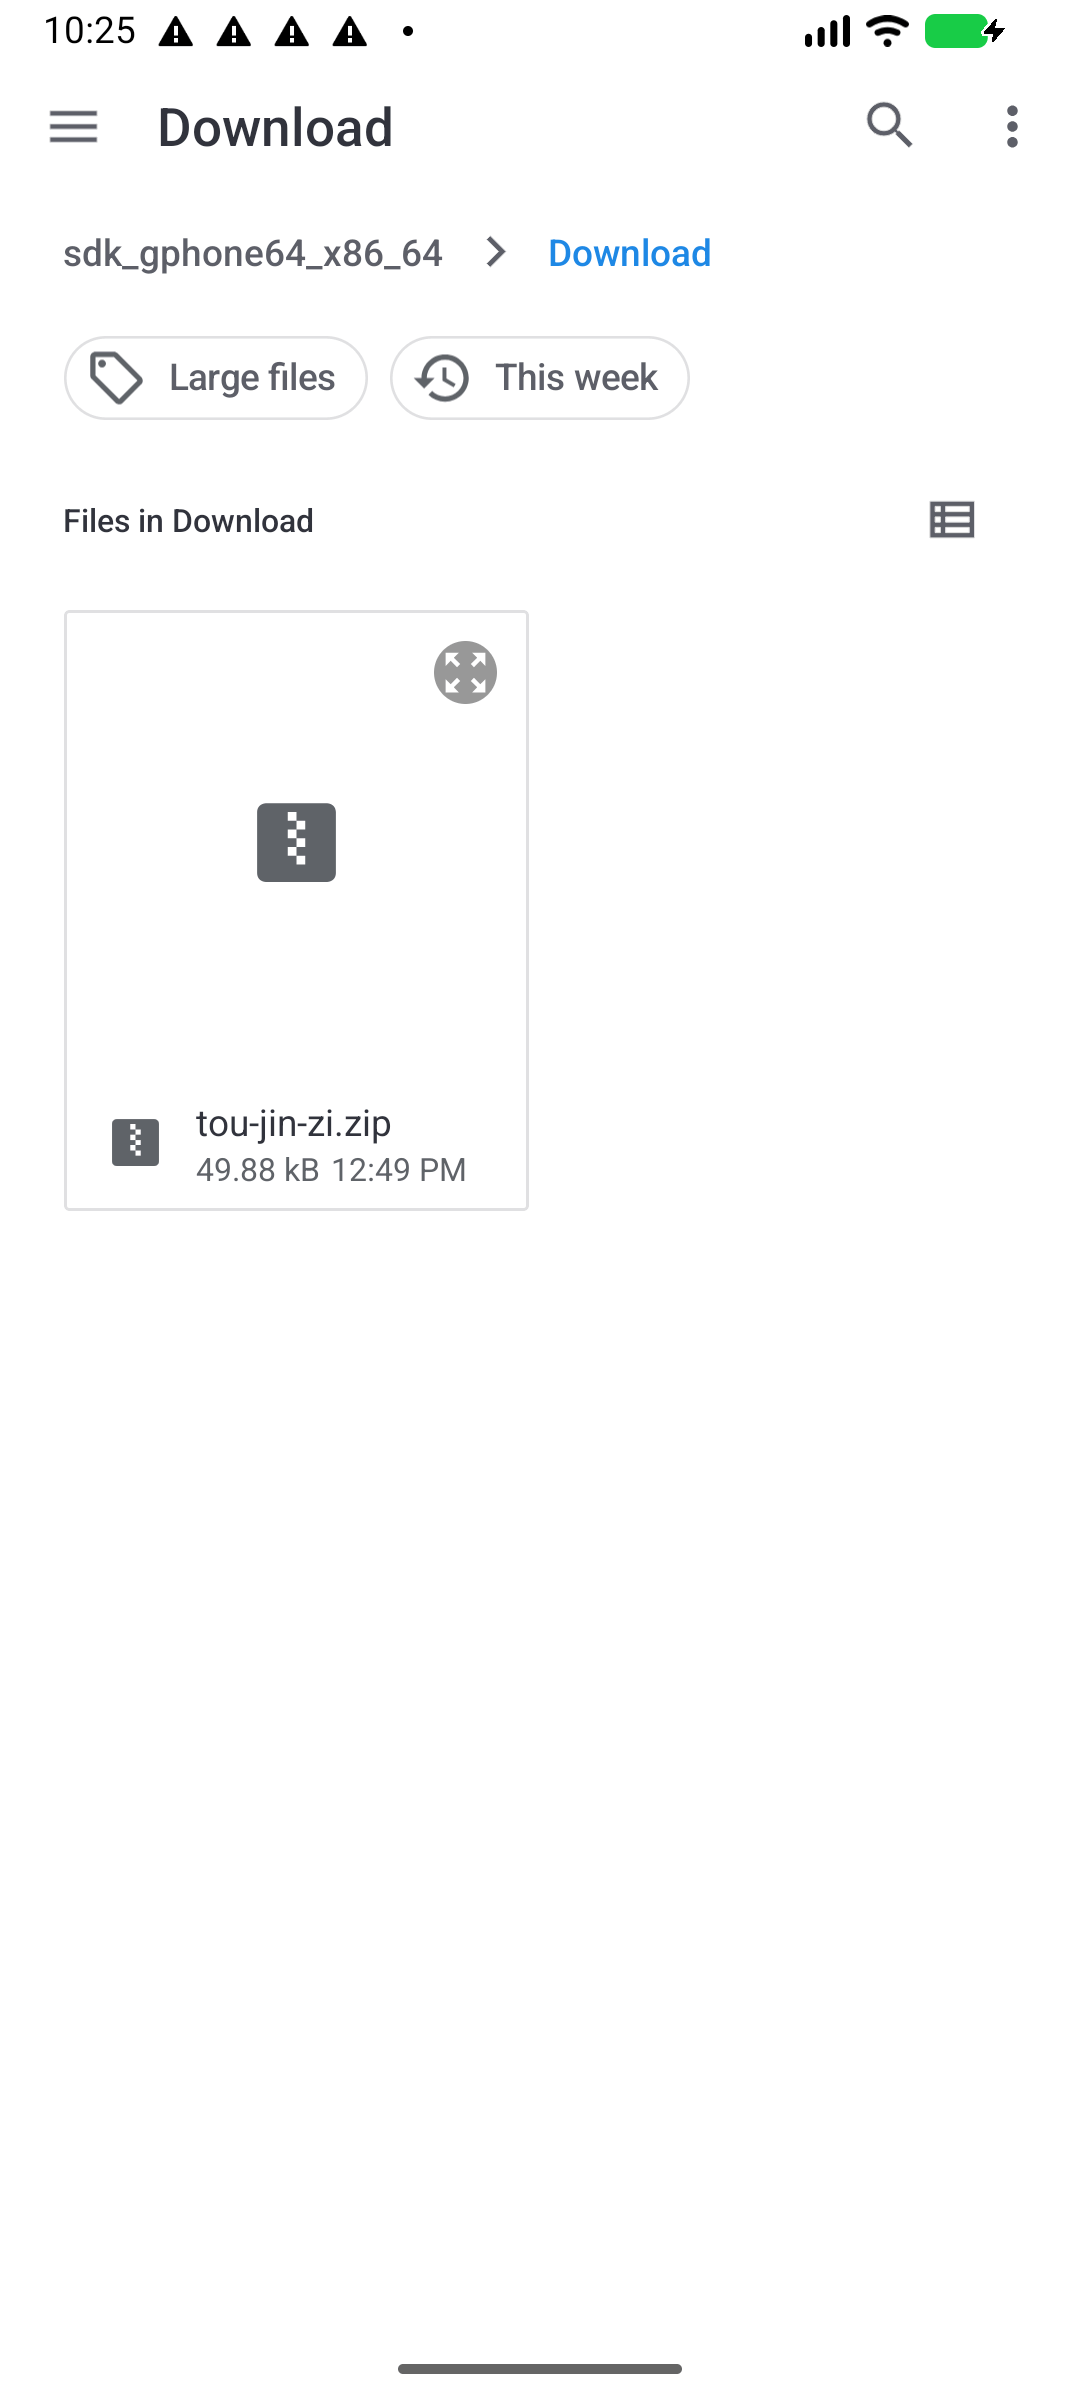 10:25
Download
sdk_gphone64_x86_64 > Download
Large files
This week
Files in Download
tou-jin-zi.zip
49.88 kB 12:49 PM